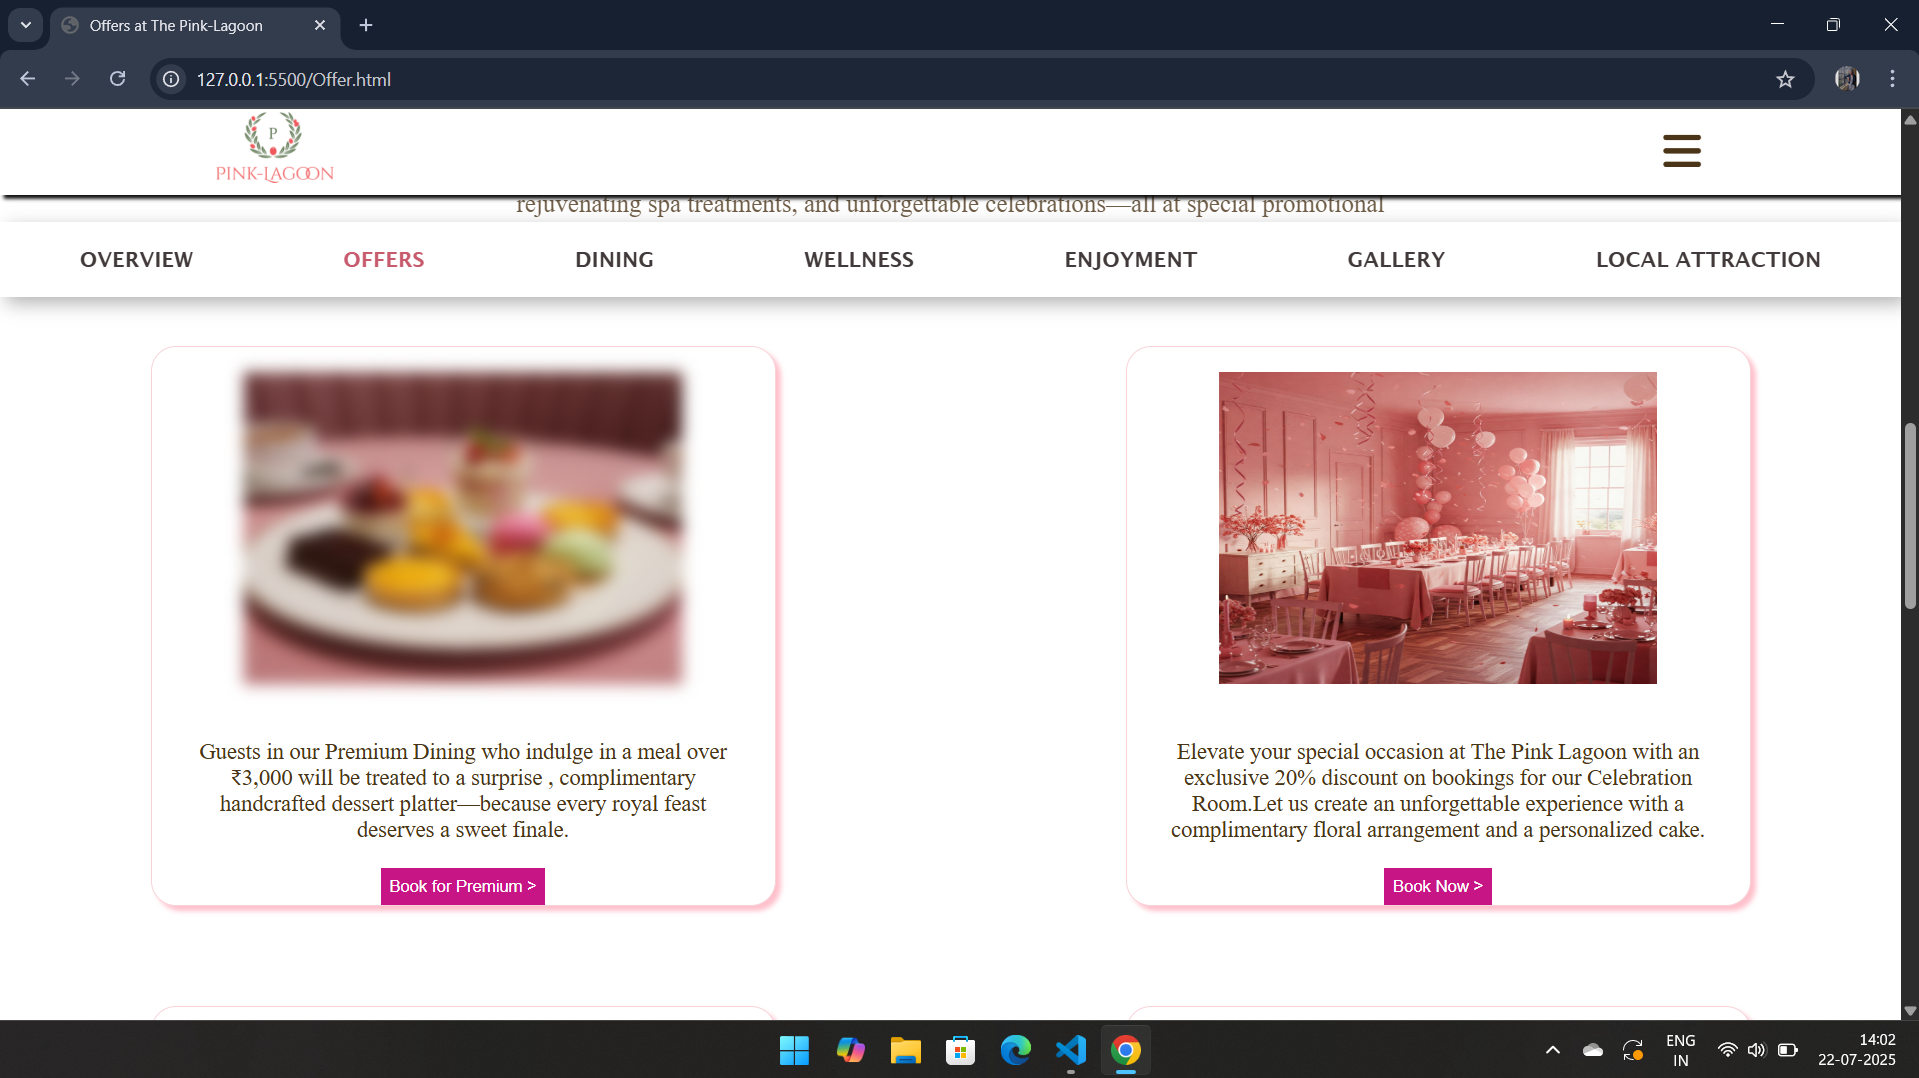 Offers at The Pink-Lagoon
127.0.0.1:5500/Offer.html
P
PINK-LAGOON
rejuvenating spa treatments, and unforgettable celebrations—all at special promotional
OVERVIEW OFFERS DINING WELLNESS ENJOYMENT GALLERY LOCAL ATTRACTION
Guests in our Premium Dining who indulge in a meal over
₹3,000 will be treated to a surprise , complimentary
handcrafted dessert platter—because every royal feast
deserves a sweet finale.
Book for Premium >
Elevate your special occasion at The Pink Lagoon with an
exclusive 20% discount on bookings for our Celebration
Room.Let us create an unforgettable experience with a
complimentary floral arrangement and a personalized cake.
Book Now >
ENG
IN
14:02
22-07-2025